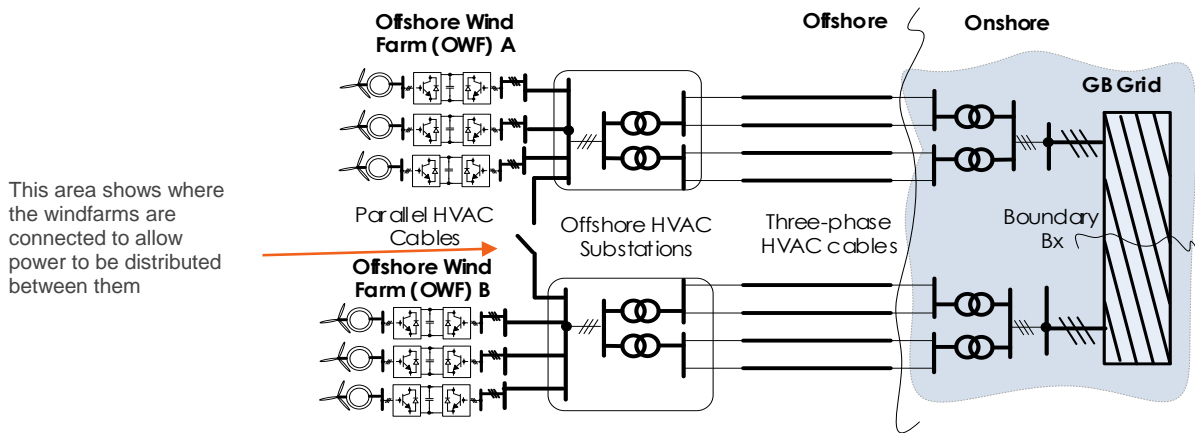 Offshore Wind
Farm (OWF) A
Offshore
Onshore
GB Grid
This area shows where
the windfarms are
connected to allow
power to be distributed
between them
Parallel HVAC
Cables
Offshore HVAC
Substations
Three-phase
HVAC cables
Boundary
Bx
Offshore Wind
Farm (OWF) B